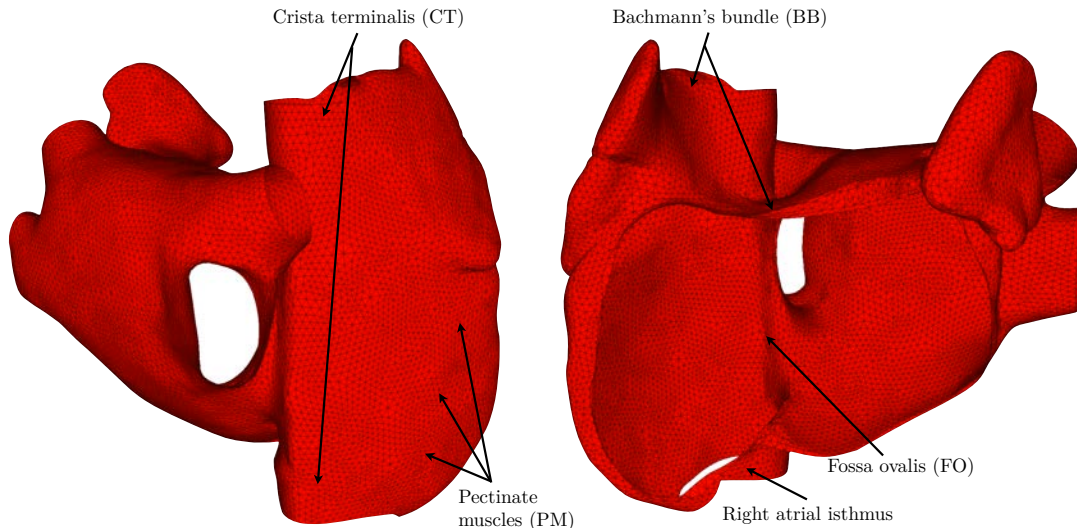 Crista terminalis (CT)
Bachmann's bundle (BB)
Pectinate
muscles (PM)
Fossa ovalis (FO)
Right atrial isthmus